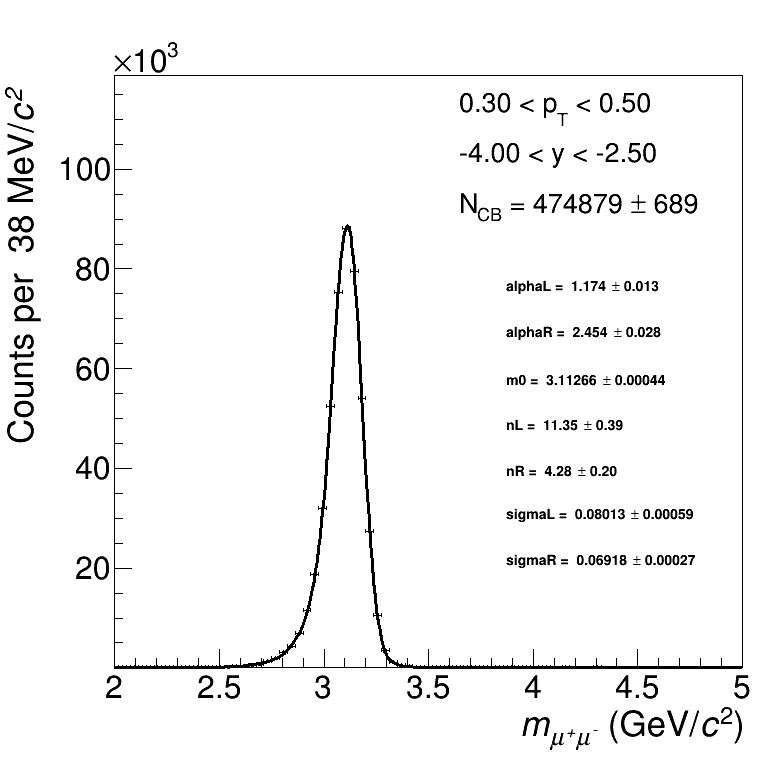 ×10³
Counts per 38 MeV/c²
0.30 < p_T < 0.50
-4.00 < y < -2.50
N_CB = 474879 ± 689
100
80
60
40
20
alphaL = 1.174 ± 0.013
alphaR = 2.454 ± 0.028
m0 = 3.11266 ± 0.00044
nL = 11.35 ± 0.39
nR = 4.28 ± 0.20
sigmaL = 0.08013 ± 0.00059
sigmaR = 0.06918 ± 0.00027
2 2.5 3 3.5 4 4.5 5
m_μ⁺μ⁻ (GeV/c²)